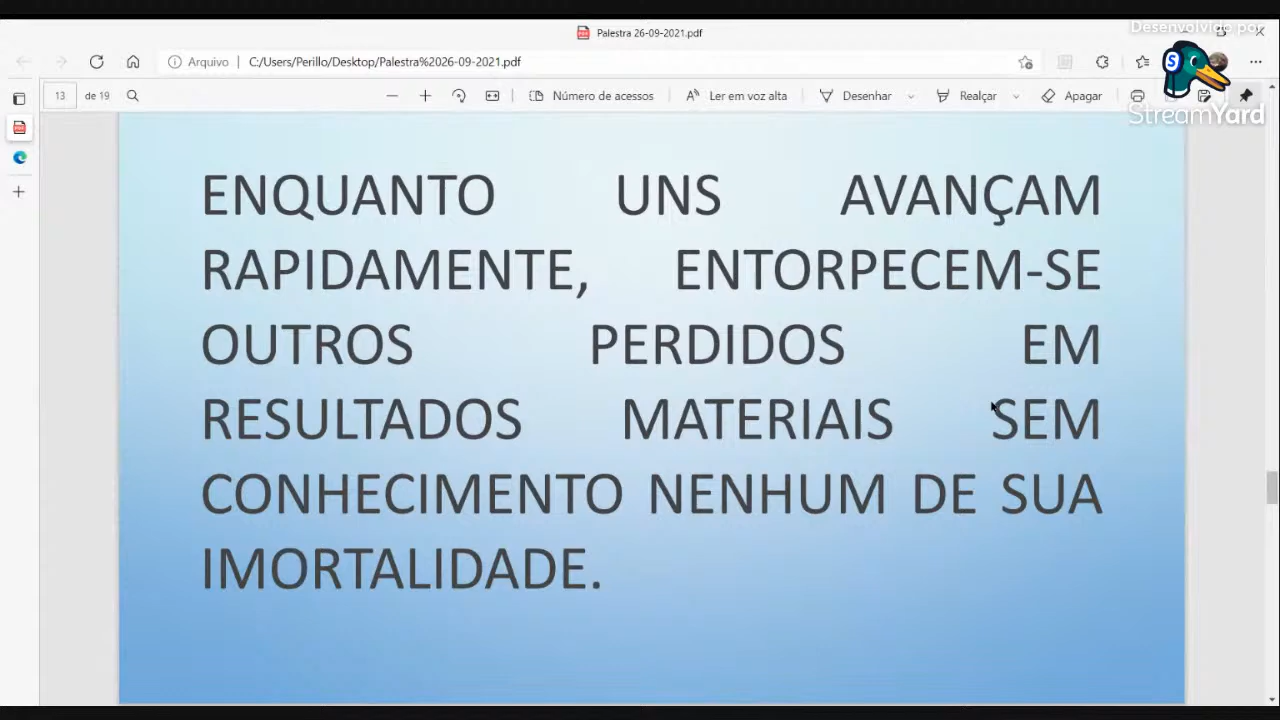 Desenvolvido por
Palestra 26-09-2021.pdf
Arquivo | C:/Users/Perillo/Desktop/Palestra%2026-09-2021.pdf
13 de 19 Número de acessos Ler em voz alta Desenhar Realçar Apagar
StreamYard
ENQUANTO UNS AVANÇAM
RAPIDAMENTE, ENTORPECEM-SE
OUTROS PERDIDOS EM
RESULTADOS MATERIAIS SEM
CONHECIMENTO NENHUM DE SUA
IMORTALIDADE.